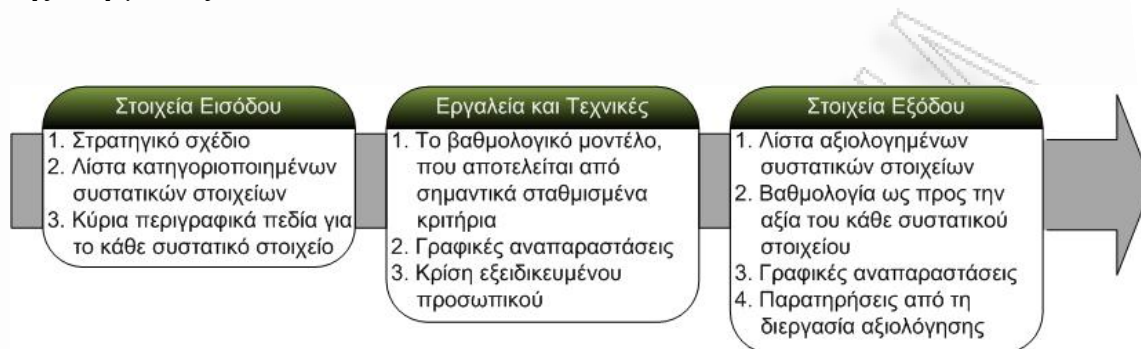 Στοιχεία Εισόδου
1. Στρατηγικό σχέδιο
2. Λίστα κατηγοριοποιημένων
συστατικών στοιχείων
3. Κύρια περιγραφικά πεδία για
το κάθε συστατικό στοιχείο
Εργαλεία και Τεχνικές
1. Το βαθμολογικό μοντέλο,
που αποτελείται από
σημαντικά σταθμισμένα
κριτήρια
2. Γραφικές αναπαραστάσεις
3. Κρίση εξειδικευμένου
προσωπικού
Στοιχεία Εξόδου
1. Λίστα αξιολογημένων
συστατικών στοιχείων
2. Βαθμολογία ως προς την
αξία του κάθε συστατικού
στοιχείου
3. Γραφικές αναπαραστάσεις
4. Παρατηρήσεις από τη
διεργασία αξιολόγησης